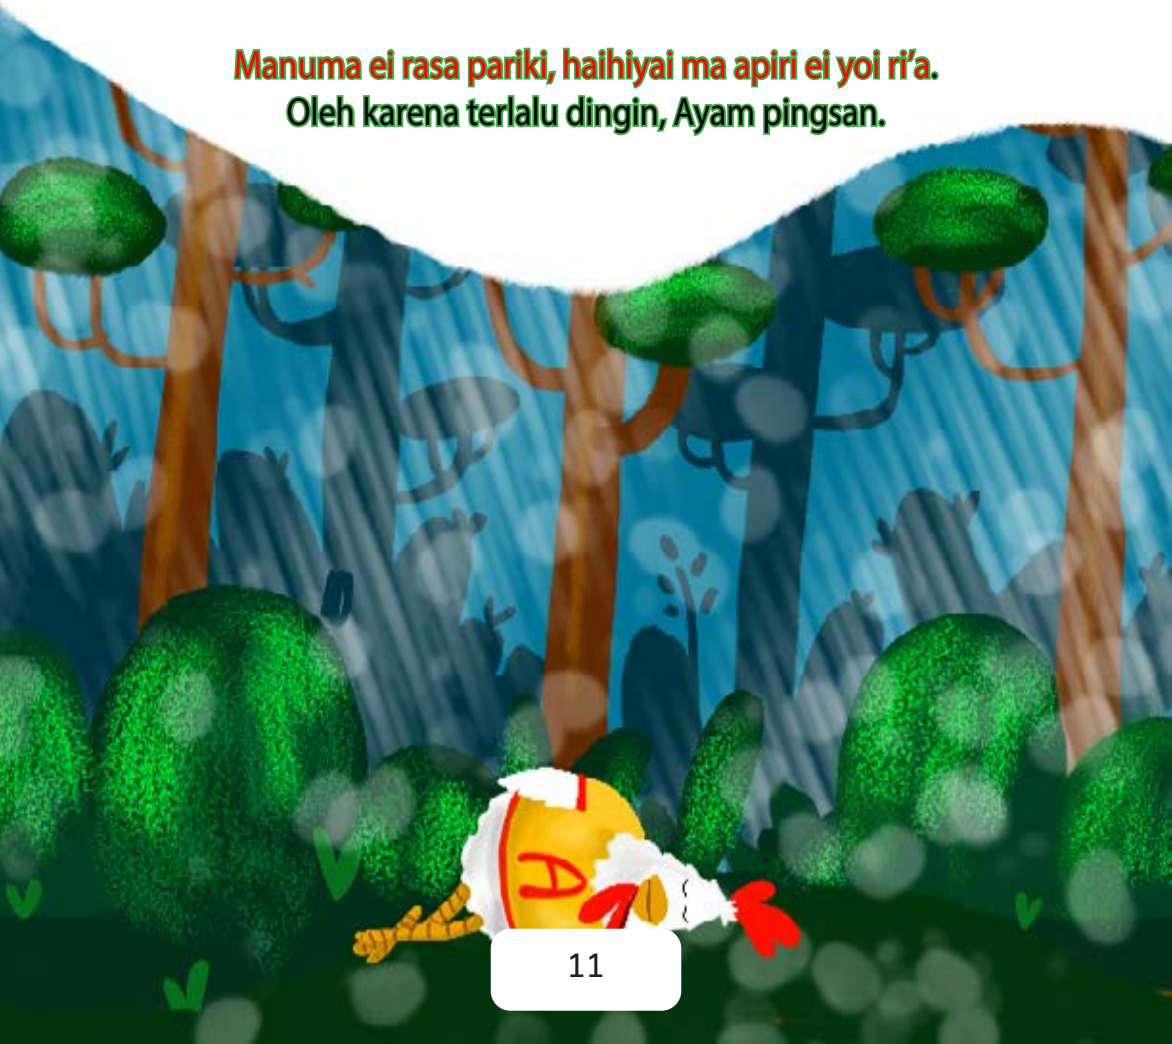 Manuma ei rasa pariki, haihiyai ma apiri ei yoi ri’a.
Oleh karena terlalu dingin, Ayam pingsan.
A
11